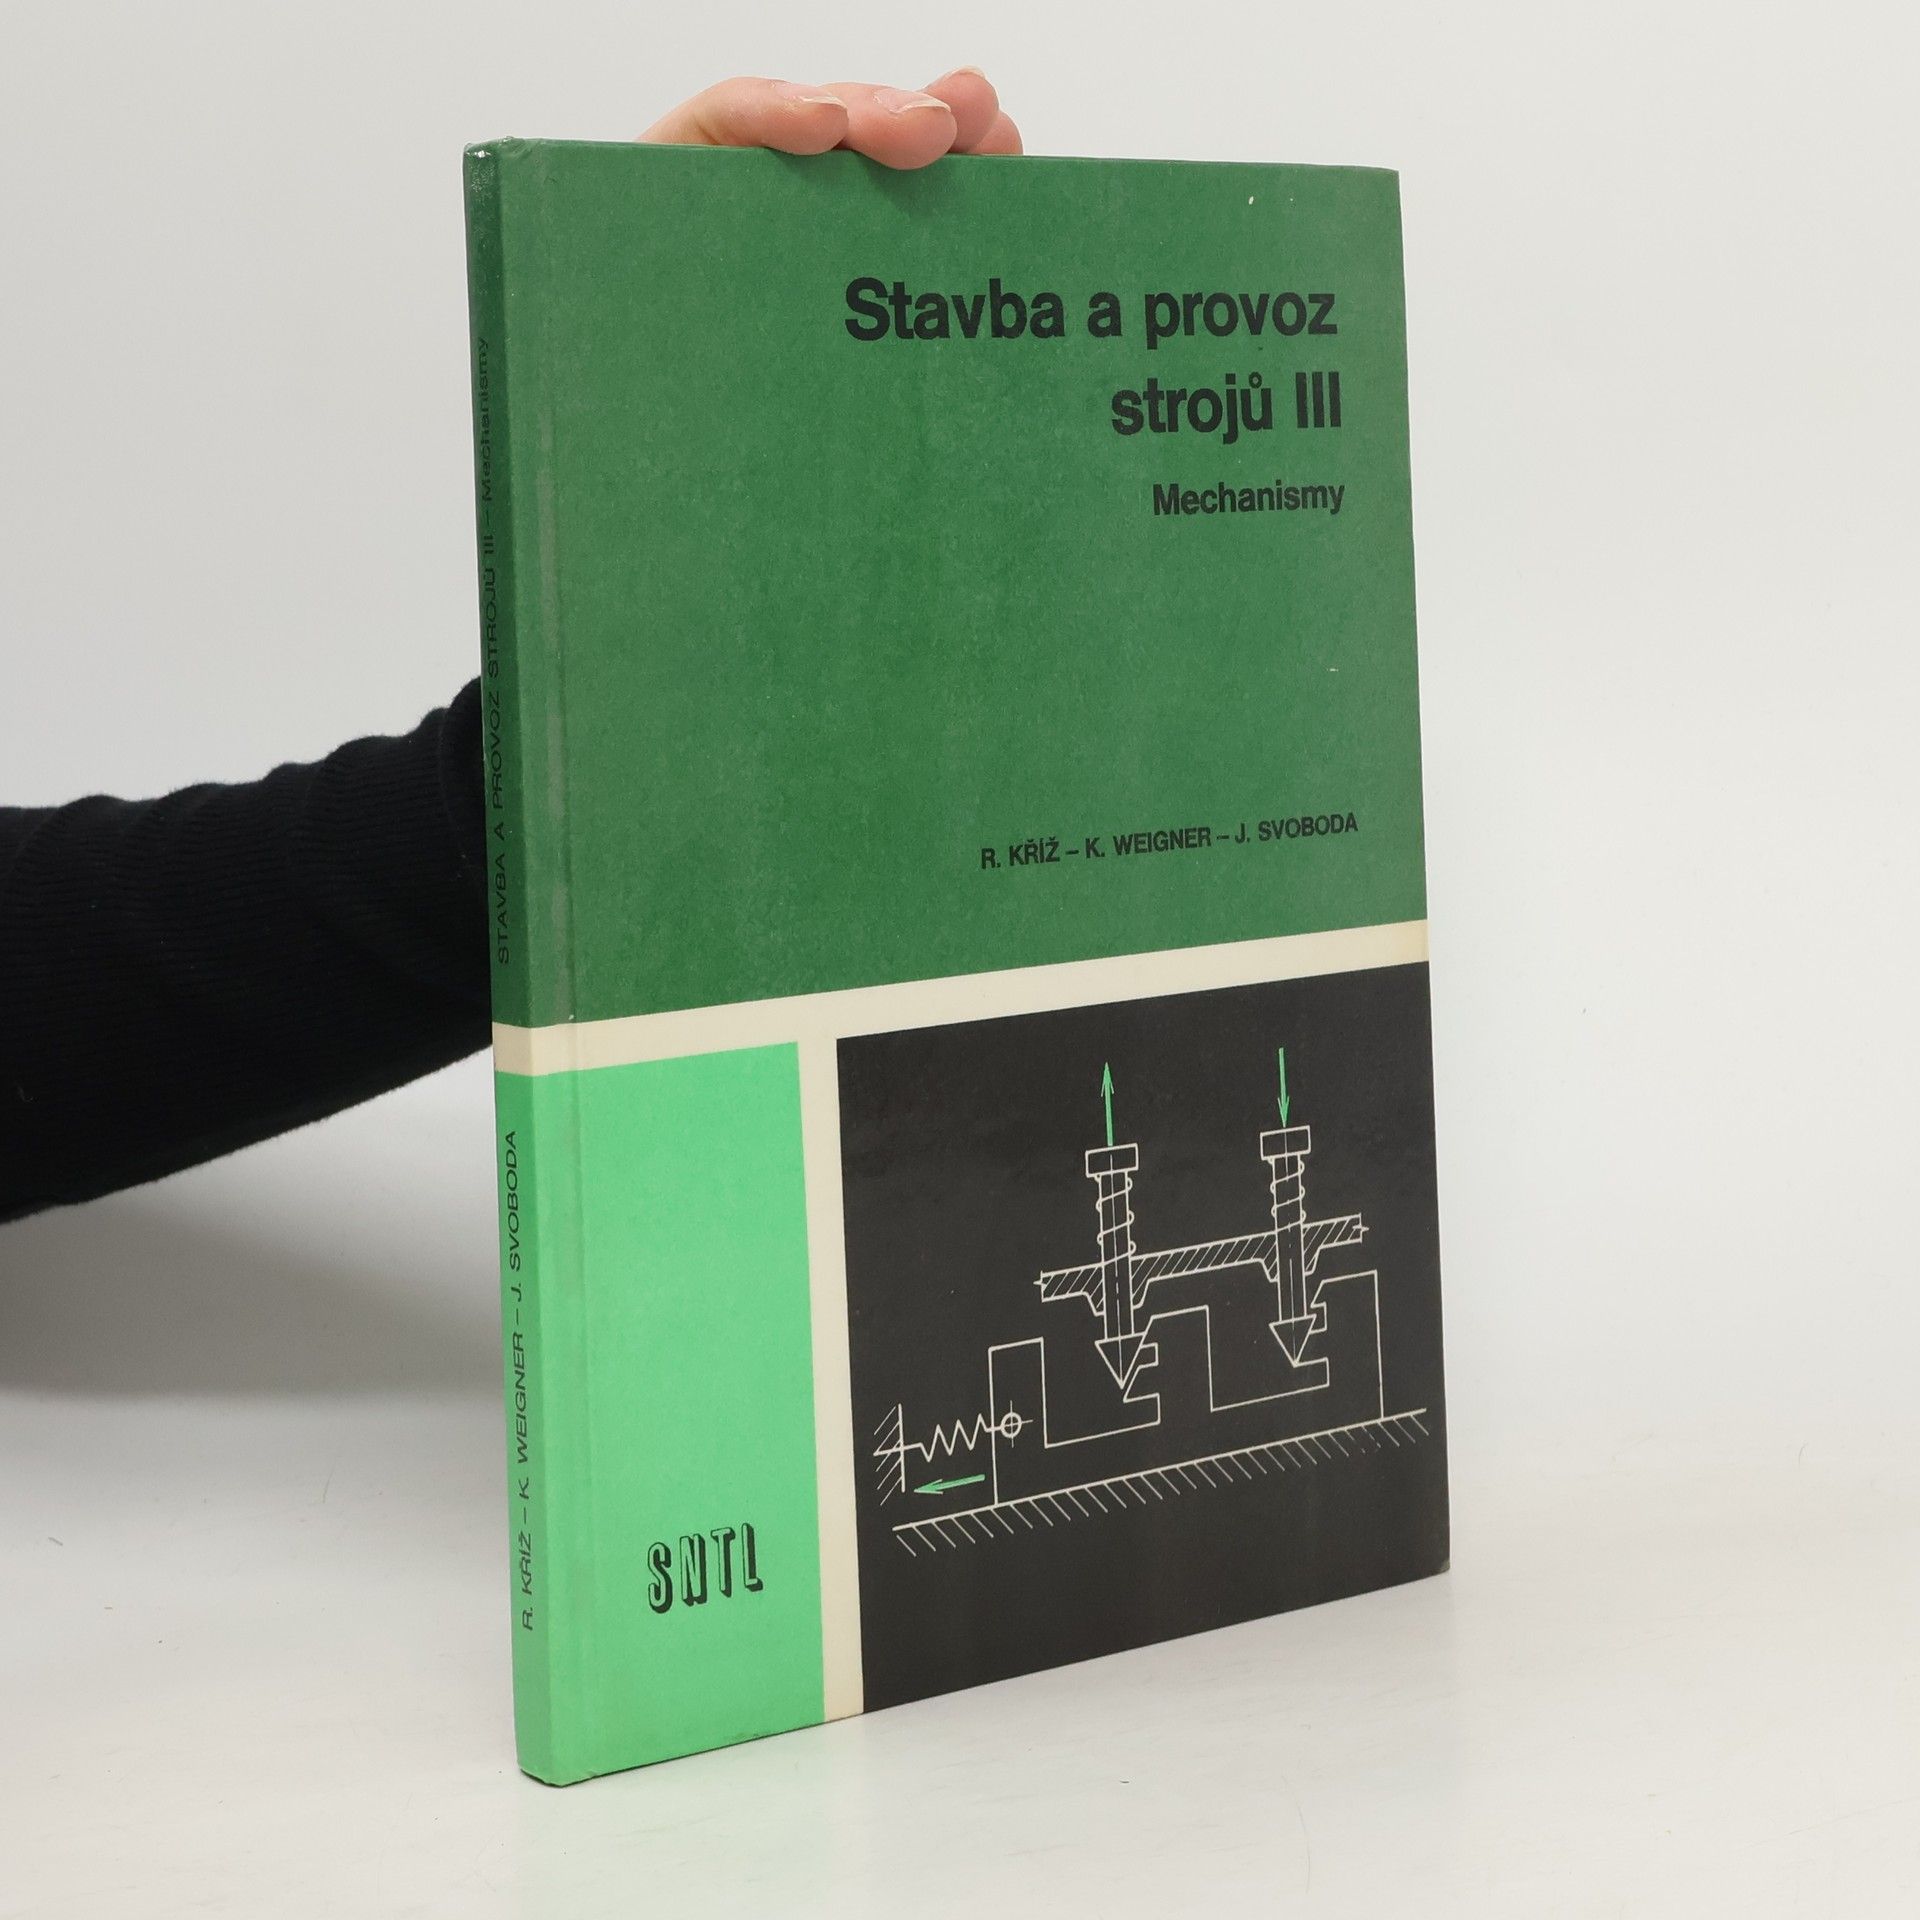 Stavba a provoz
strojů III
Mechanismy
R. KŘÍŽ – K. WEIGNER – J. SVOBODA
SNTL
R. KŘÍŽ – K. WEIGNER – J. SVOBODA
STAVBA A PROVOZ STROJŮ III – Mechanismy